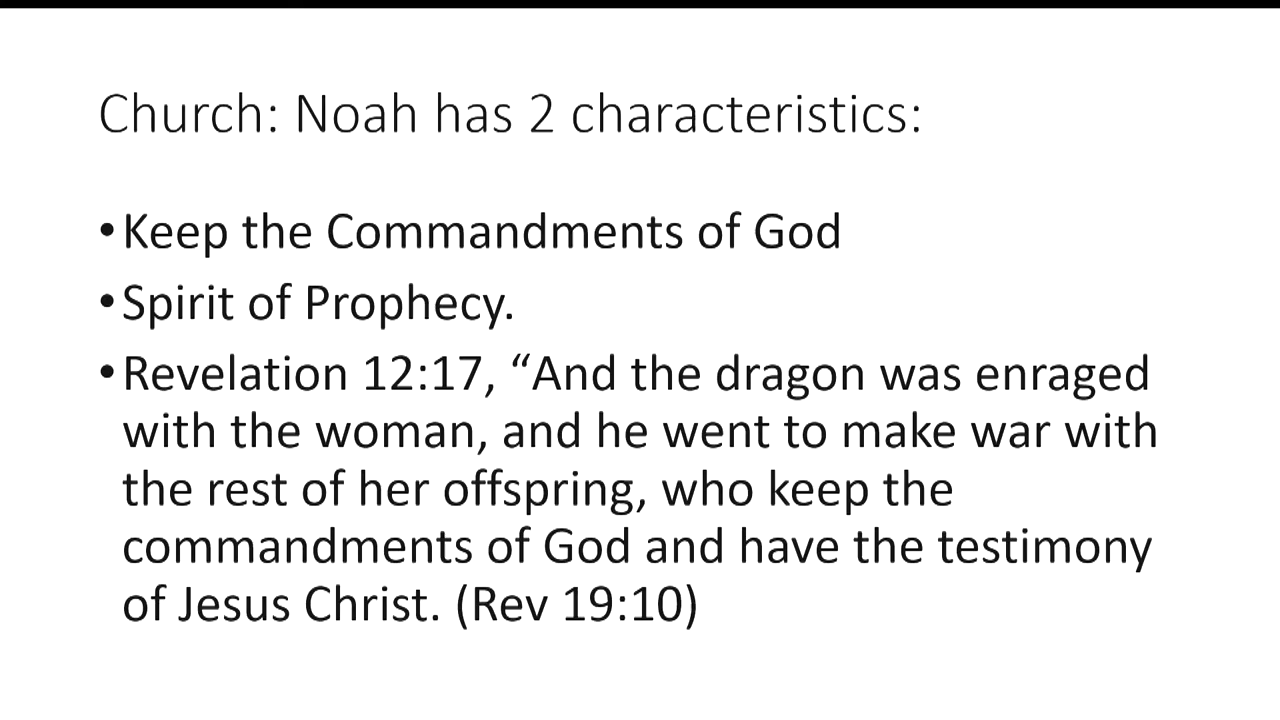 Church: Noah has 2 characteristics:
•Keep the Commandments of God
•Spirit of Prophecy.
•Revelation 12:17, “And the dragon was enraged
with the woman, and he went to make war with
the rest of her offspring, who keep the
commandments of God and have the testimony
of Jesus Christ. (Rev 19:10)